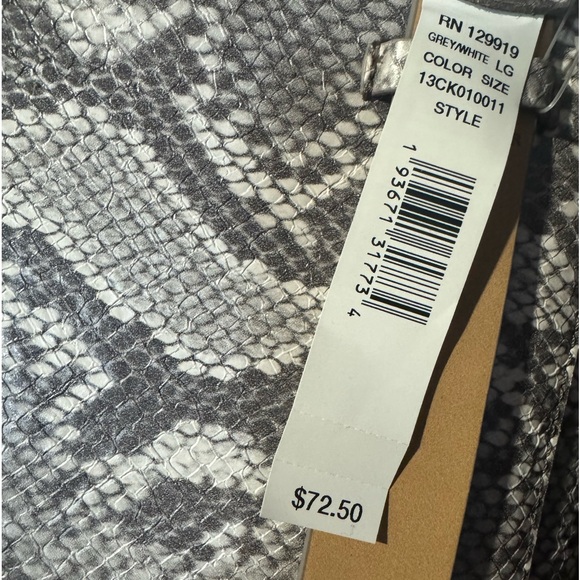 RN 129919
GREY/WHITE LG
COLOR SIZE
13CK010011
STYLE
1 93671 31773 4
$72.50